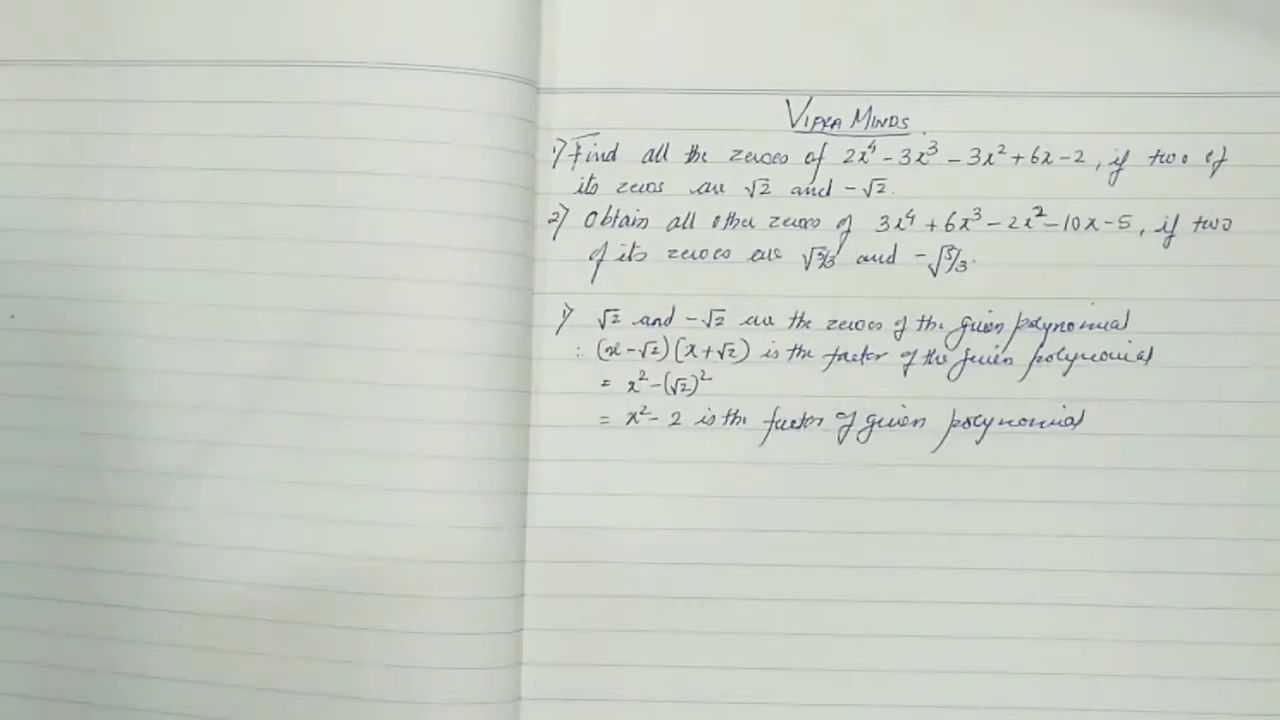 VIPRA MINDS
1) Find all the zeroes of 2x⁴ - 3x³ - 3x² + 6x - 2, if two of
its zeros are √2 and -√2.
2) Obtain all other zeroes of 3x⁴ + 6x³ - 2x² - 10x - 5, if two
of its zeroes are √5/3 and -√5/3.
1) √2 and -√2 are the zeroes of the given polynomial
∴ (x - √2) (x + √2) is the factor of the given polynomial
= x² - (√2)²
= x² - 2 is the factor of given polynomial